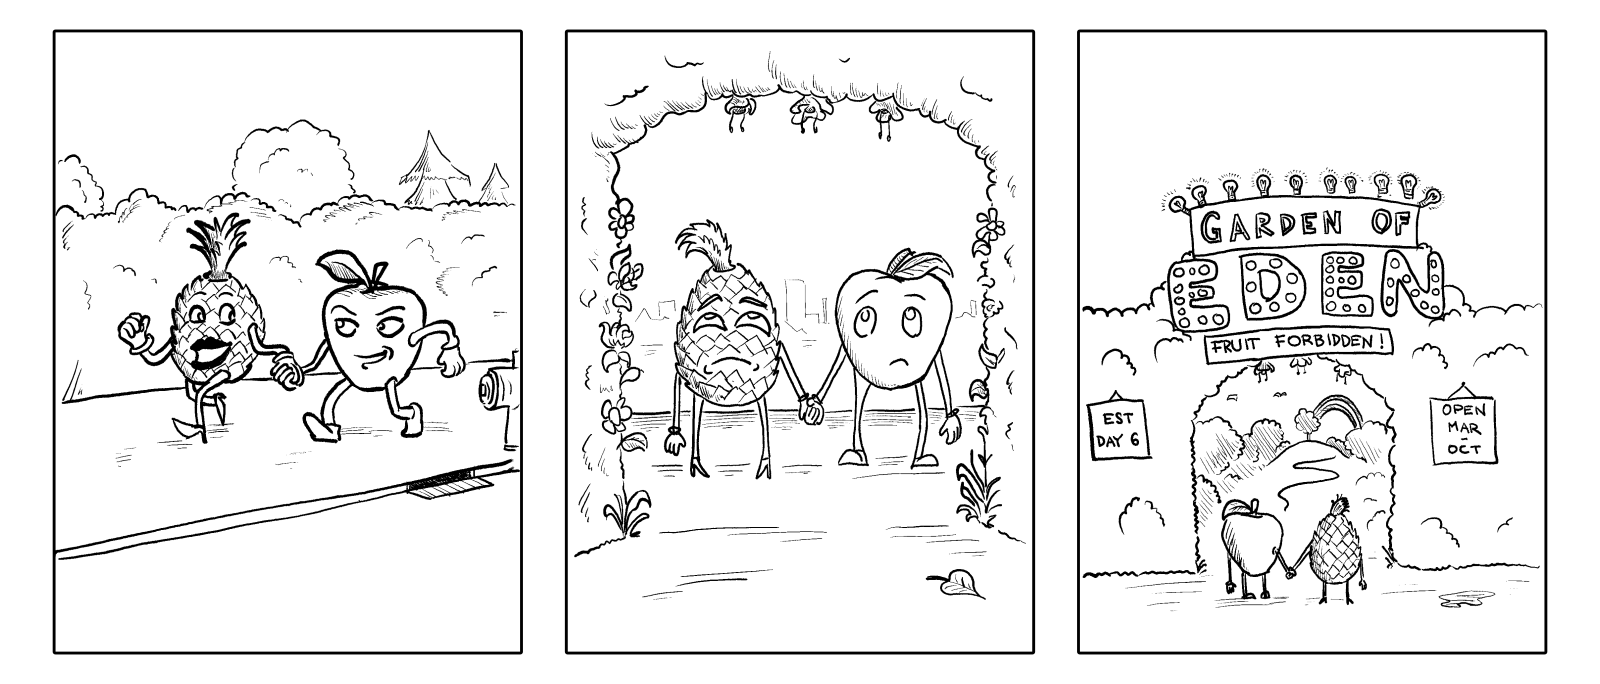 GARDEN OF
EDEN
FRUIT FORBIDDEN!
EST
DAY 6
OPEN
MAR
-
OCT